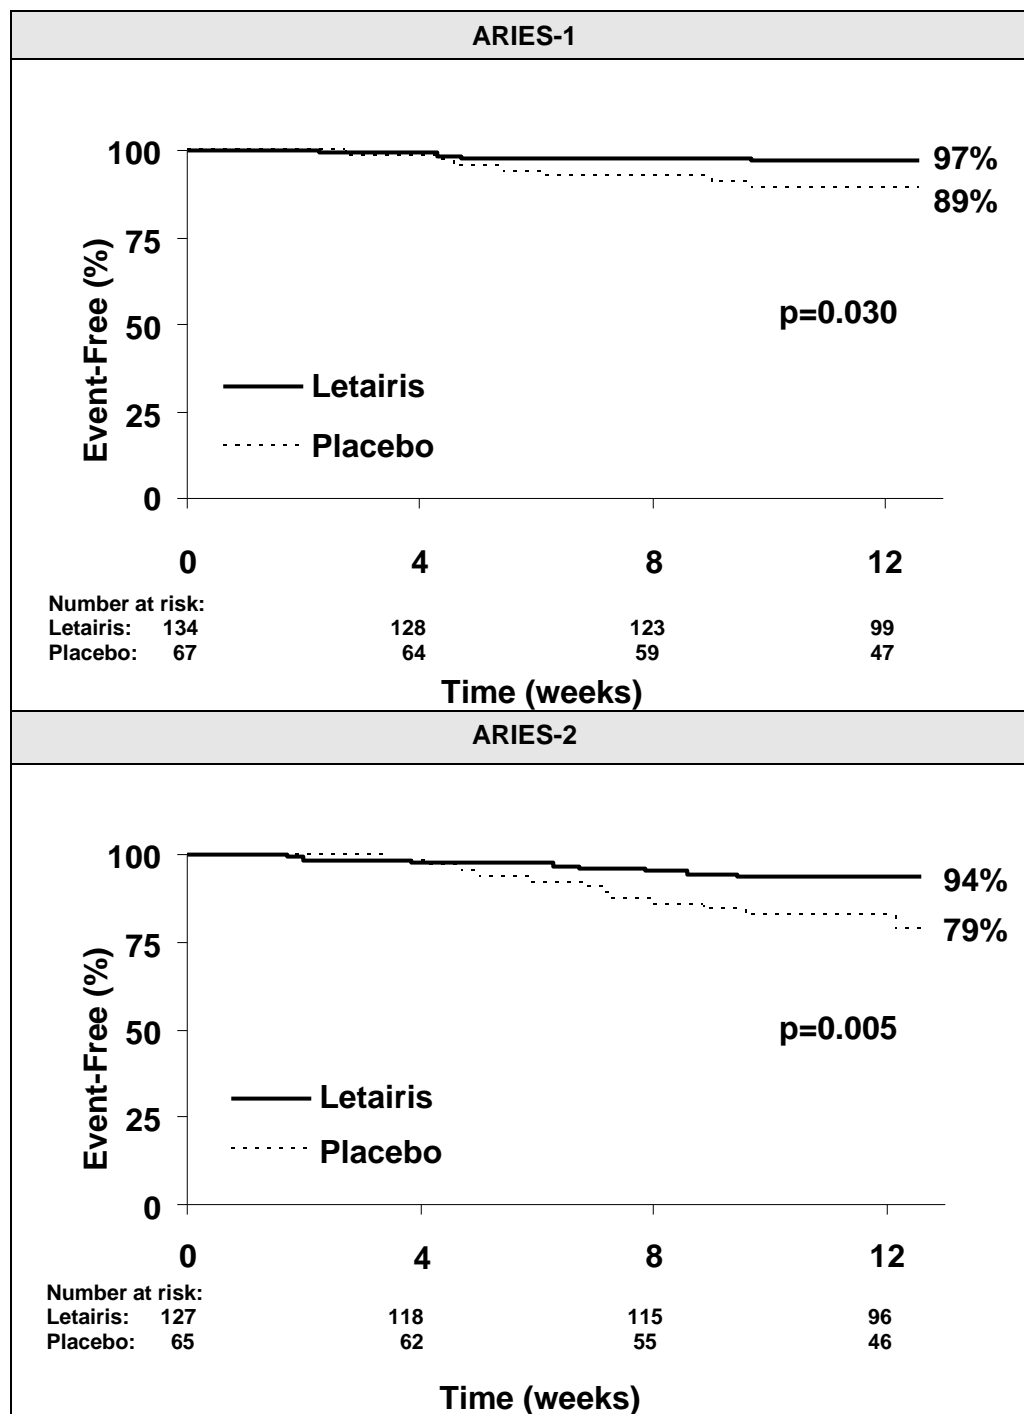 ARIES-1
100
97%
89%
75
Event-Free (%)
p=0.030
50
Letairis
25
Placebo
0
0 4 8 12
Number at risk:
Letairis: 134 128 123 99
Placebo: 67 64 59 47
Time (weeks)
ARIES-2
100
94%
79%
75
Event-Free (%)
p=0.005
50
Letairis
25
Placebo
0
0 4 8 12
Number at risk:
Letairis: 127 118 115 96
Placebo: 65 62 55 46
Time (weeks)